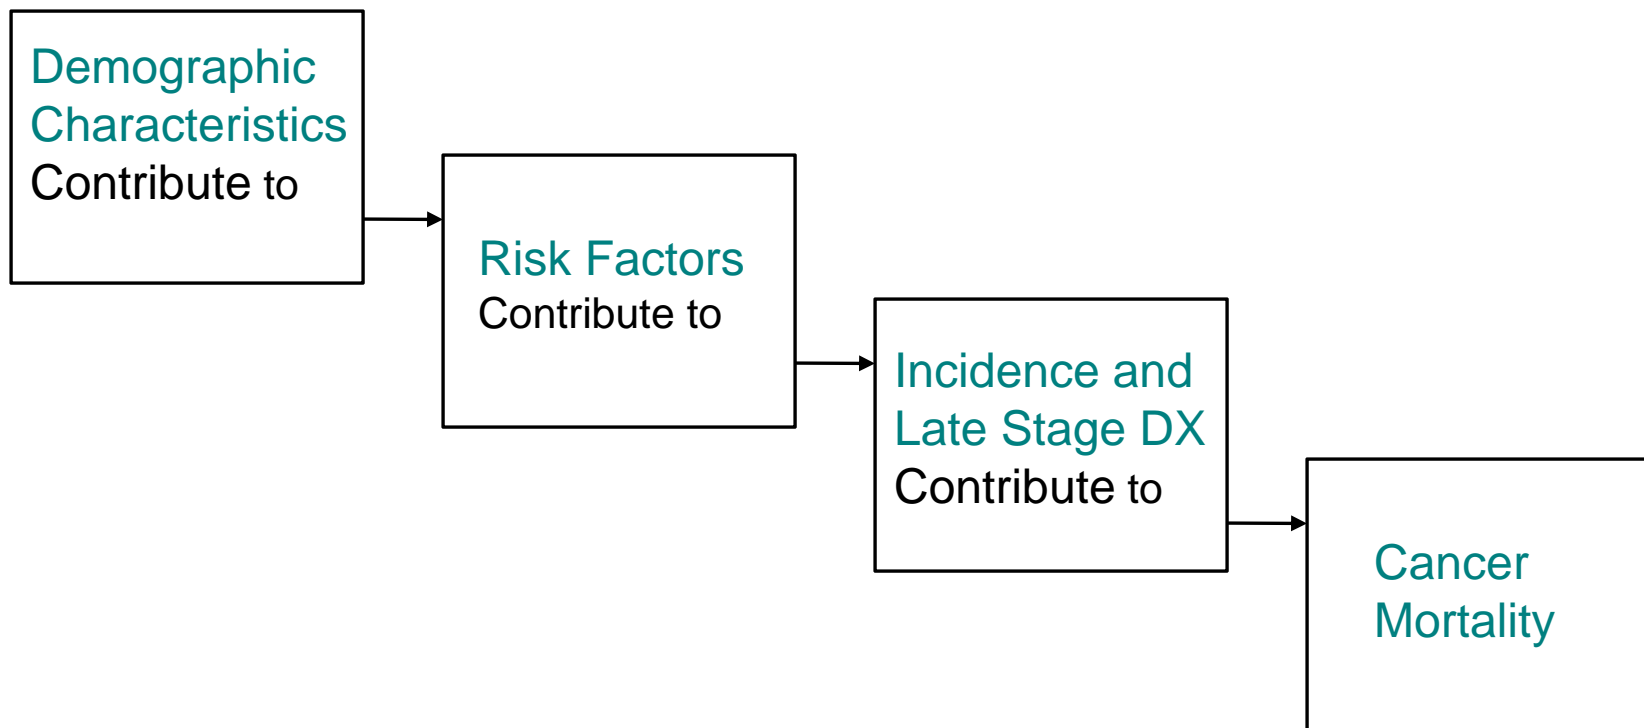 Demographic
Characteristics
Contribute to
Risk Factors
Contribute to
Incidence and
Late Stage DX
Contribute to
Cancer
Mortality